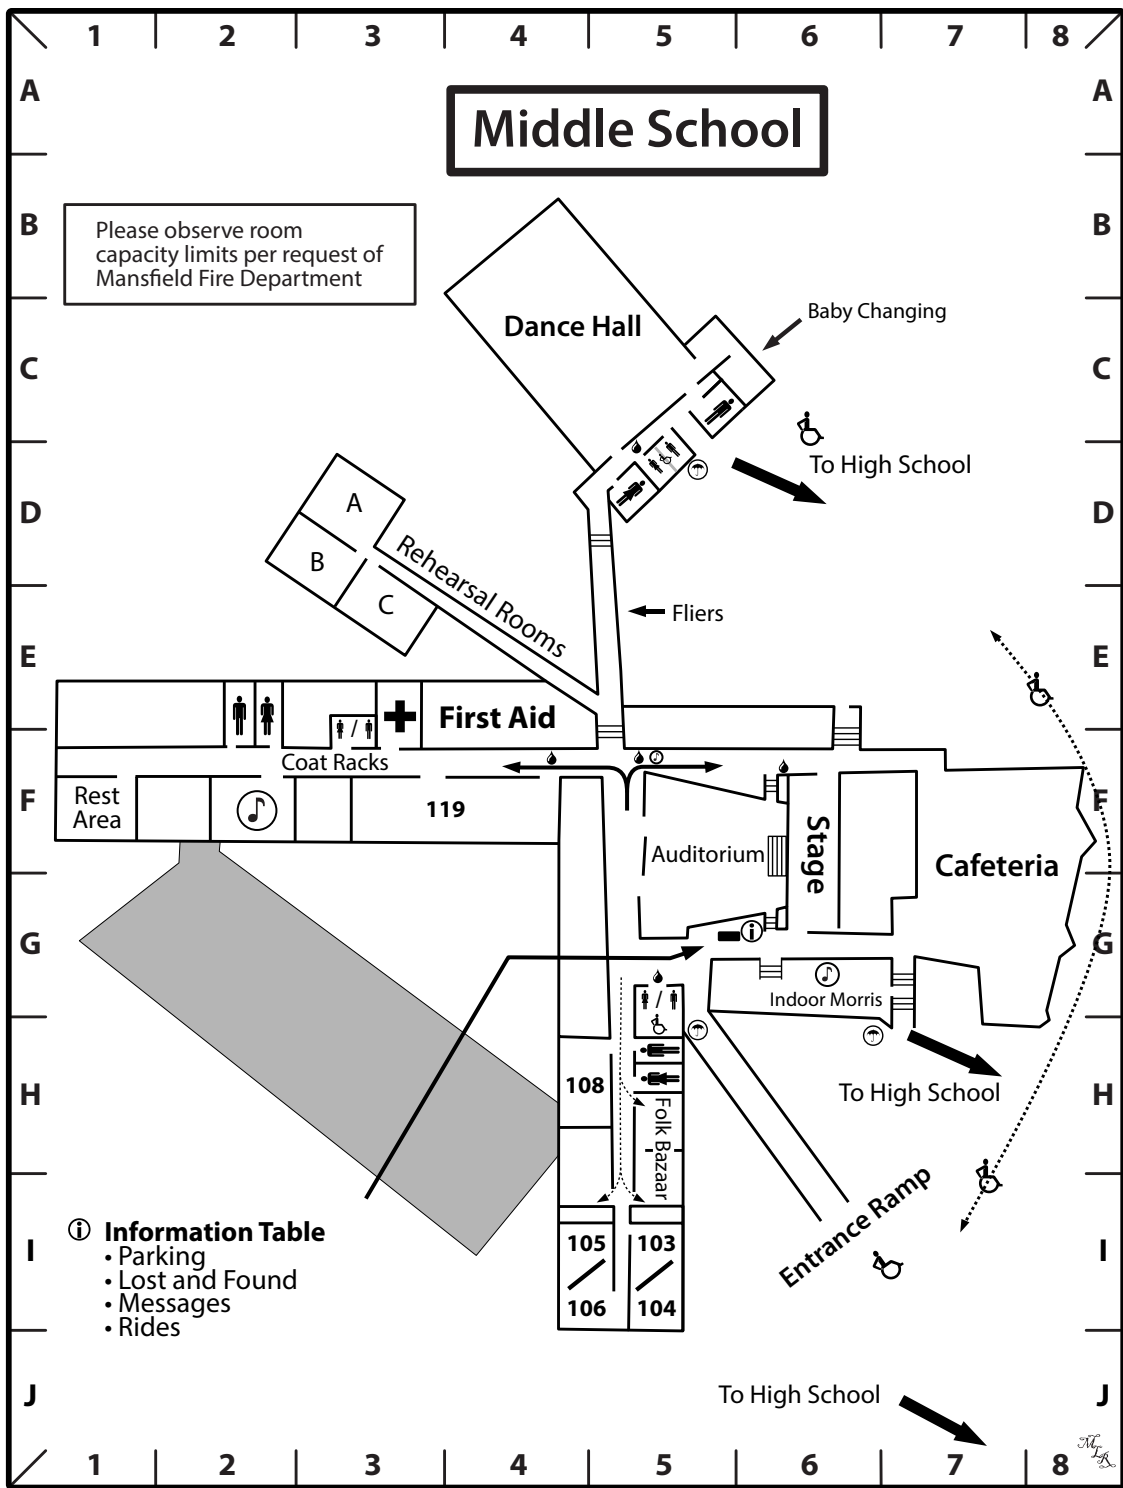 1 2 3 4 5 6 7 8
A A
Middle School
B B
Please observe room
capacity limits per request of
Mansfield Fire Department
Baby Changing
Dance Hall
C C
To High School
D D
A
B
C
Rehearsal Rooms
Fliers
E E
First Aid
/
Coat Racks
F F
Rest
Area
119
Auditorium
Stage
Cafeteria
G G
i
/
Indoor Morris
H H
108
Folk Bazaar
To High School
Entrance Ramp
i Information Table
• Parking
• Lost and Found
• Messages
• Rides
I I
105 103
106 104
J J
To High School
MLR
1 2 3 4 5 6 7 8